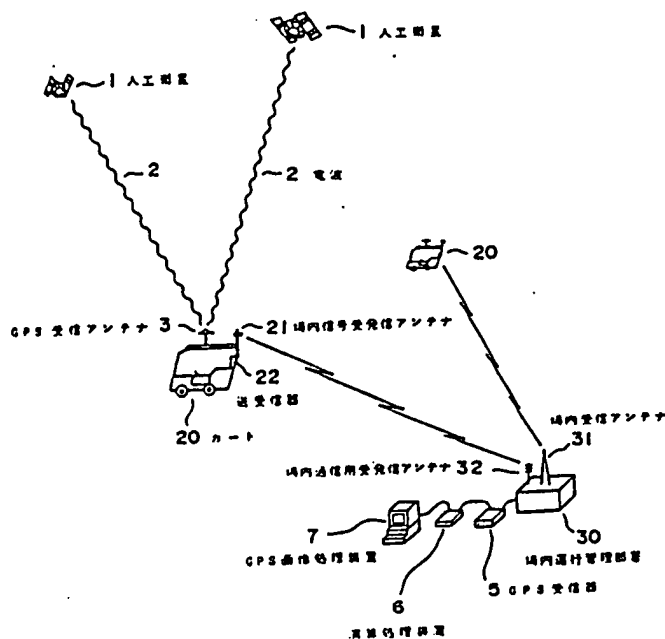 1 人工衛星
1 人工衛星
2
2 電波
20
GPS 受信アンテナ 3
21 場内信号受発信アンテナ
22
送受信器
20 カート
場内受信アンテナ
31
場内通信用受発信アンテナ 32
7
GPS画像処理装置
30
場内運行管理部署
5 GPS受信器
6
演算処理装置